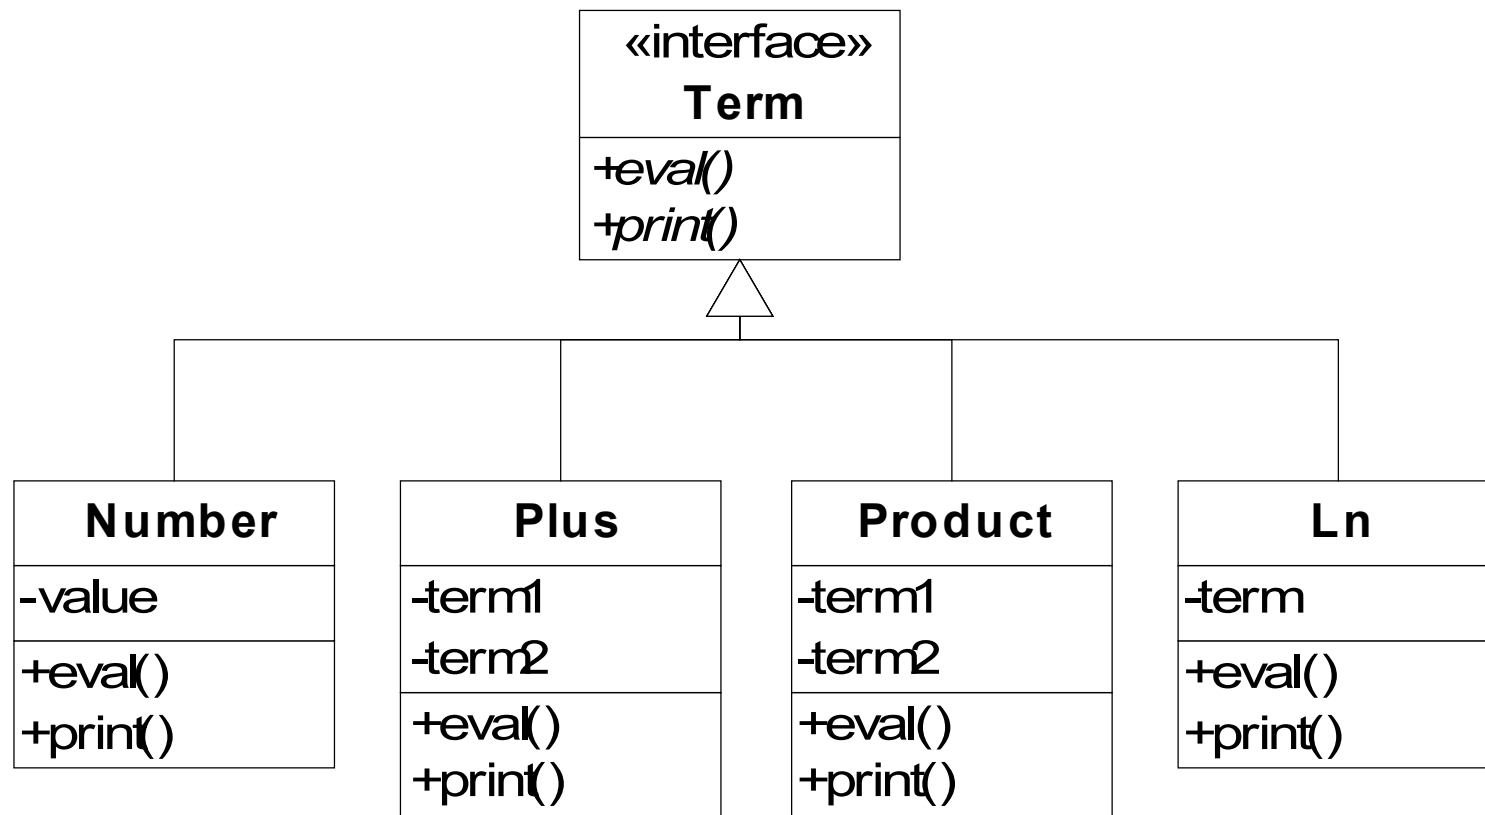 «interface»
Term
+eval()
+print()
Number
-value
+eval()
+print()
Plus
-term1
-term2
+eval()
+print()
Product
-term1
-term2
+eval()
+print()
Ln
-term
+eval()
+print()